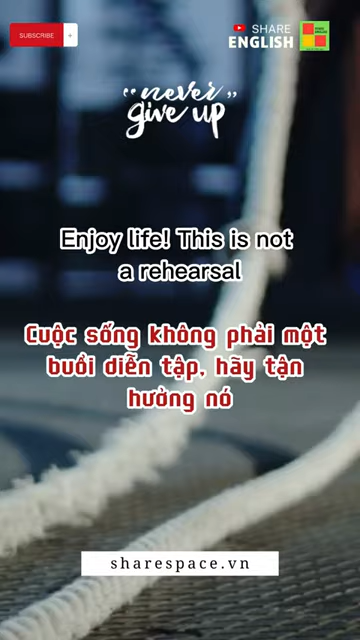 SUBSCRIBE
SHARE
ENGLISH
“never”
give up
Enjoy life! This is not
a rehearsal
Cuộc sống không phải một
buổi diễn tập, hãy tận
hưởng nó
sharespace.vn